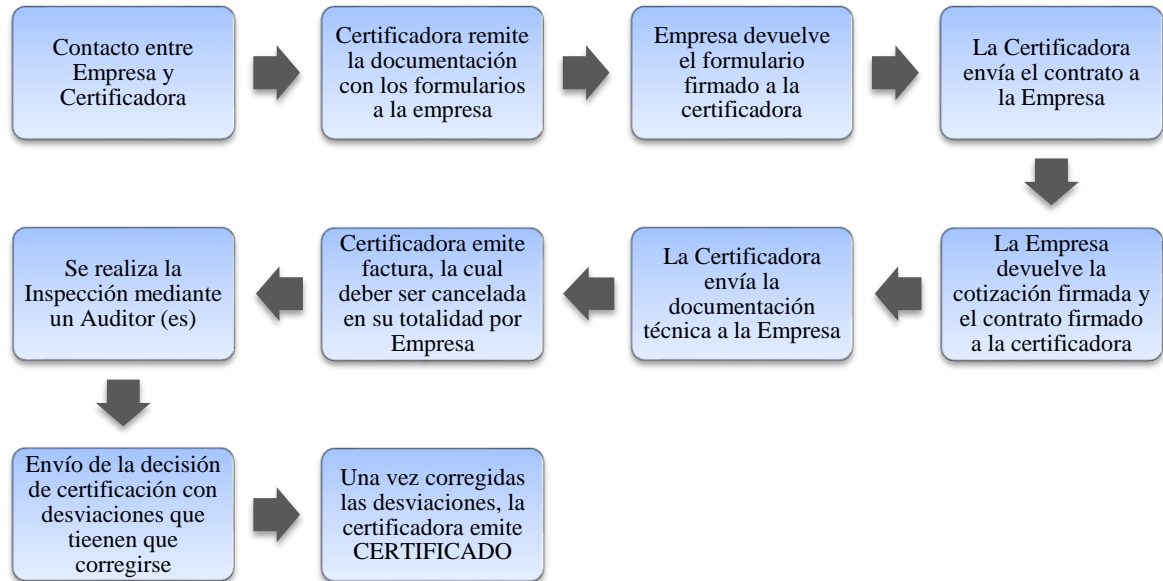 Contacto entre
Empresa y
Certificadora
Certificadora remite
la documentación
con los formularios
a la empresa
Empresa devuelve
el formulario
firmado a la
certificadora
La Certificadora
envía el contrato a
la Empresa
La Empresa
devuelve la
cotización firmada y
el contrato firmado
a la certificadora
La Certificadora
envía la
documentación
técnica a la Empresa
Certificadora emite
factura, la cual
deber ser cancelada
en su totalidad por
Empresa
Se realiza la
Inspección mediante
un Auditor (es)
Envío de la decisión
de certificación con
desviaciones que
tieenen que
corregirse
Una vez corregidas
las desviaciones, la
certificadora emite
CERTIFICADO